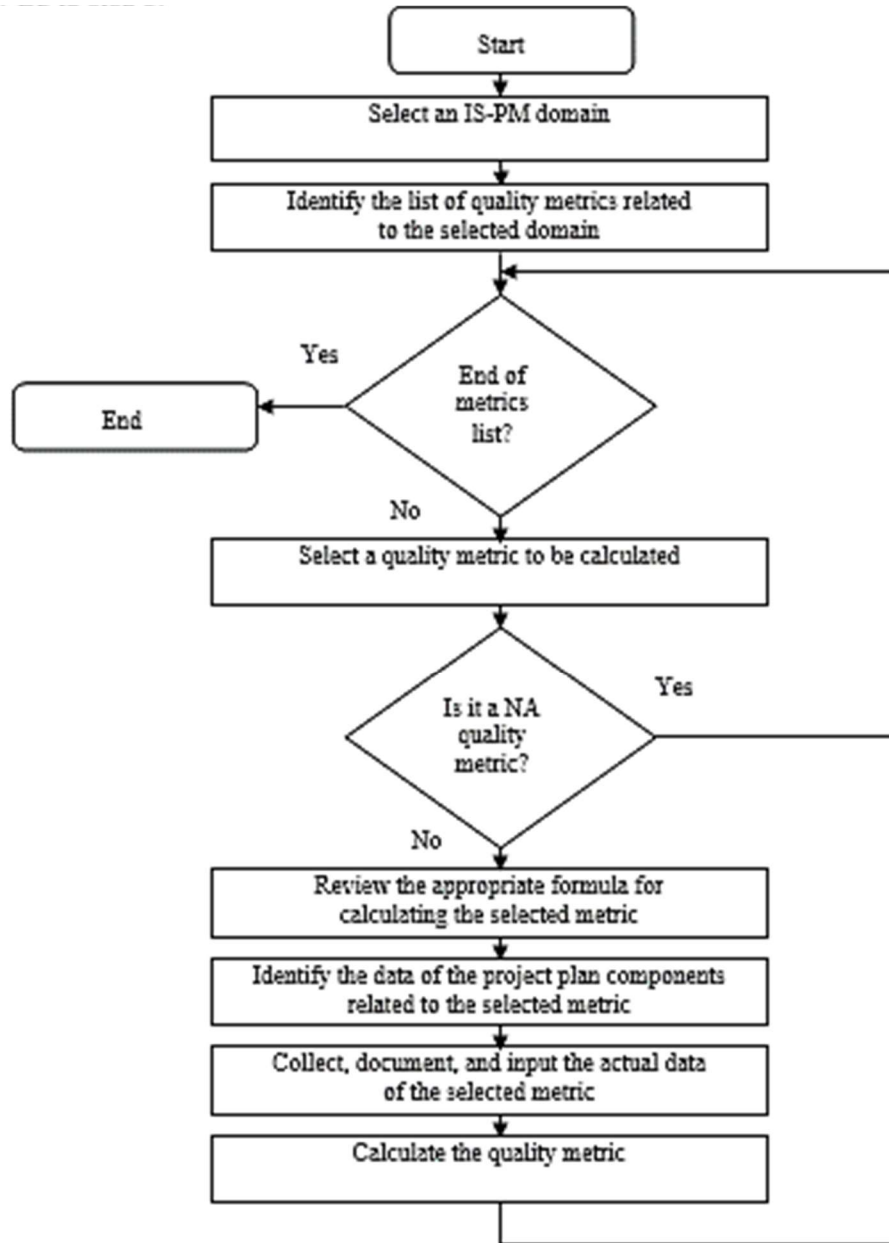 Start
Select an IS-PM domain
Identify the list of quality metrics related
to the selected domain
Yes
End of
metrics
list?
End
No
Select a quality metric to be calculated
Yes
Is it a NA
quality
metric?
No
Review the appropriate formula for
calculating the selected metric
Identify the data of the project plan components
related to the selected metric
Collect, document, and input the actual data
of the selected metric
Calculate the quality metric